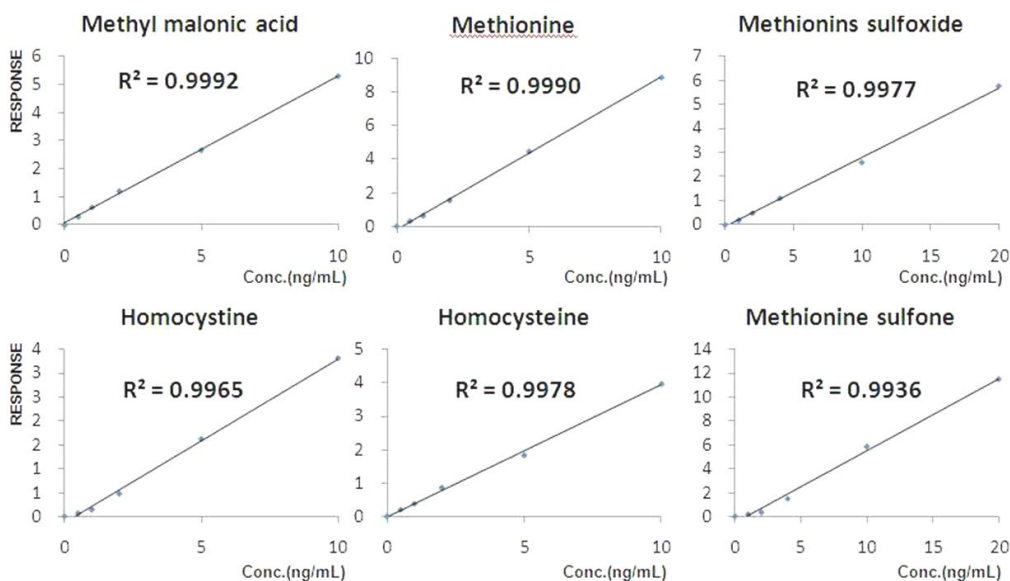 Methyl malonic acid
RESPONSE
6
5
4
3
2
1
0
R² = 0.9992
0 5 10
Conc.(ng/mL)
Methionine
10
8
6
4
2
0
R² = 0.9990
0 5 10
Conc.(ng/mL)
Methionins sulfoxide
7
6
5
4
3
2
1
0
R² = 0.9977
0 5 10 15 20
Conc.(ng/mL)
Homocystine
RESPONSE
4
3
3
2
2
1
1
0
R² = 0.9965
0 5 10
Conc.(ng/mL)
Homocysteine
5
4
3
2
1
0
R² = 0.9978
0 5 10
Conc.(ng/mL)
Methionine sulfone
14
12
10
8
6
4
2
0
R² = 0.9936
0 5 10 15 20
Conc.(ng/mL)